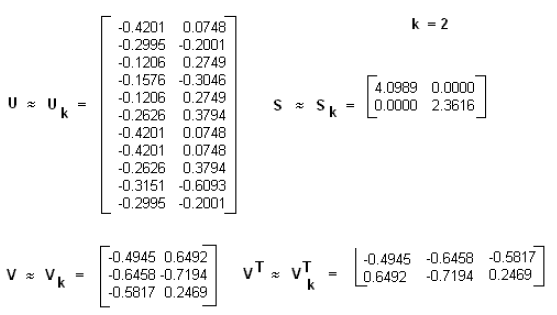 k = 2
-0.4201 0.0748
-0.2995 -0.2001
-0.1206 0.2749
-0.1576 -0.3046
-0.1206 0.2749
-0.2626 0.3794
-0.4201 0.0748
-0.4201 0.0748
-0.2626 0.3794
-0.3151 -0.6093
-0.2995 -0.2001
U ≈ U k =
S ≈ S k =
4.0989 0.0000
0.0000 2.3616
V ≈ V k =
-0.4945 0.6492
-0.6458 -0.7194
-0.5817 0.2469
V T ≈ V T k =
-0.4945 -0.6458 -0.5817
0.6492 -0.7194 0.2469